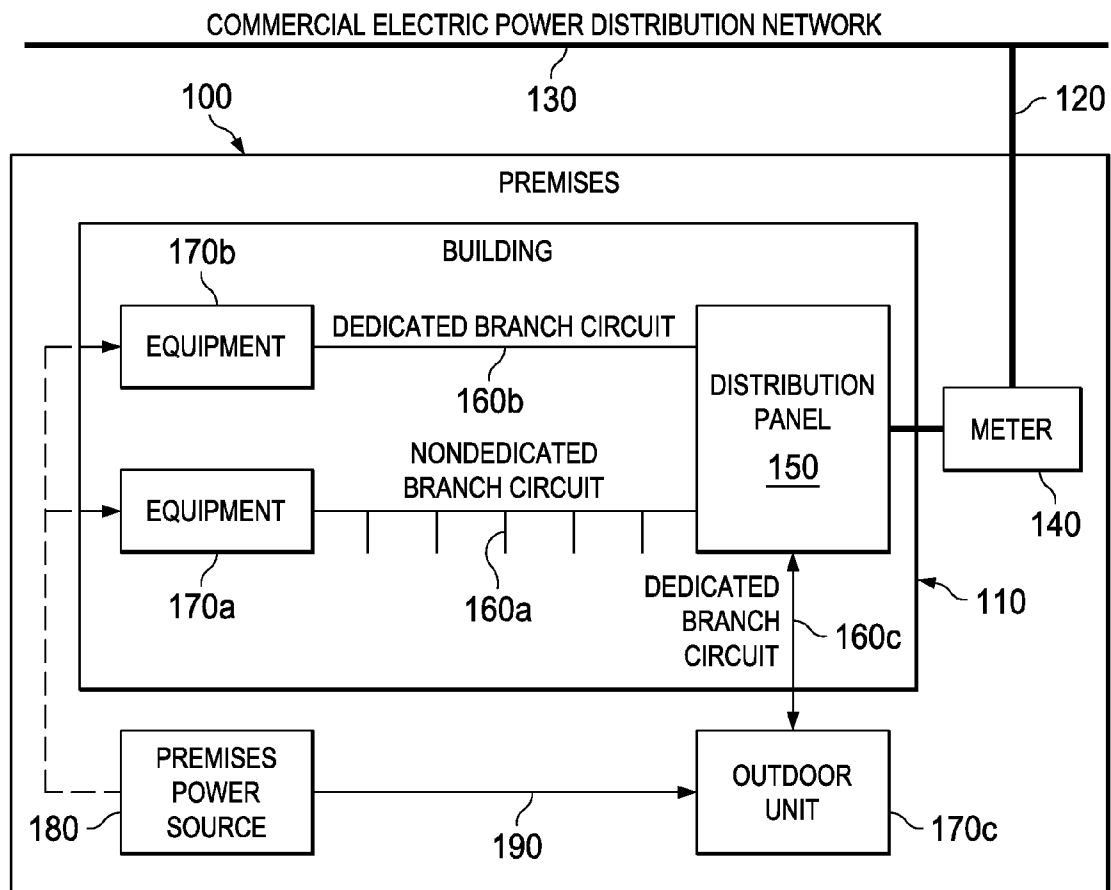 COMMERCIAL ELECTRIC POWER DISTRIBUTION NETWORK
130
120
100
PREMISES
BUILDING
170b
EQUIPMENT
DEDICATED BRANCH CIRCUIT
160b
DISTRIBUTION
PANEL
150
METER
140
NONDEDICATED
BRANCH CIRCUIT
EQUIPMENT
170a
160a
DEDICATED
BRANCH
CIRCUIT
160c
110
PREMISES
POWER
SOURCE
180
190
OUTDOOR
UNIT
170c